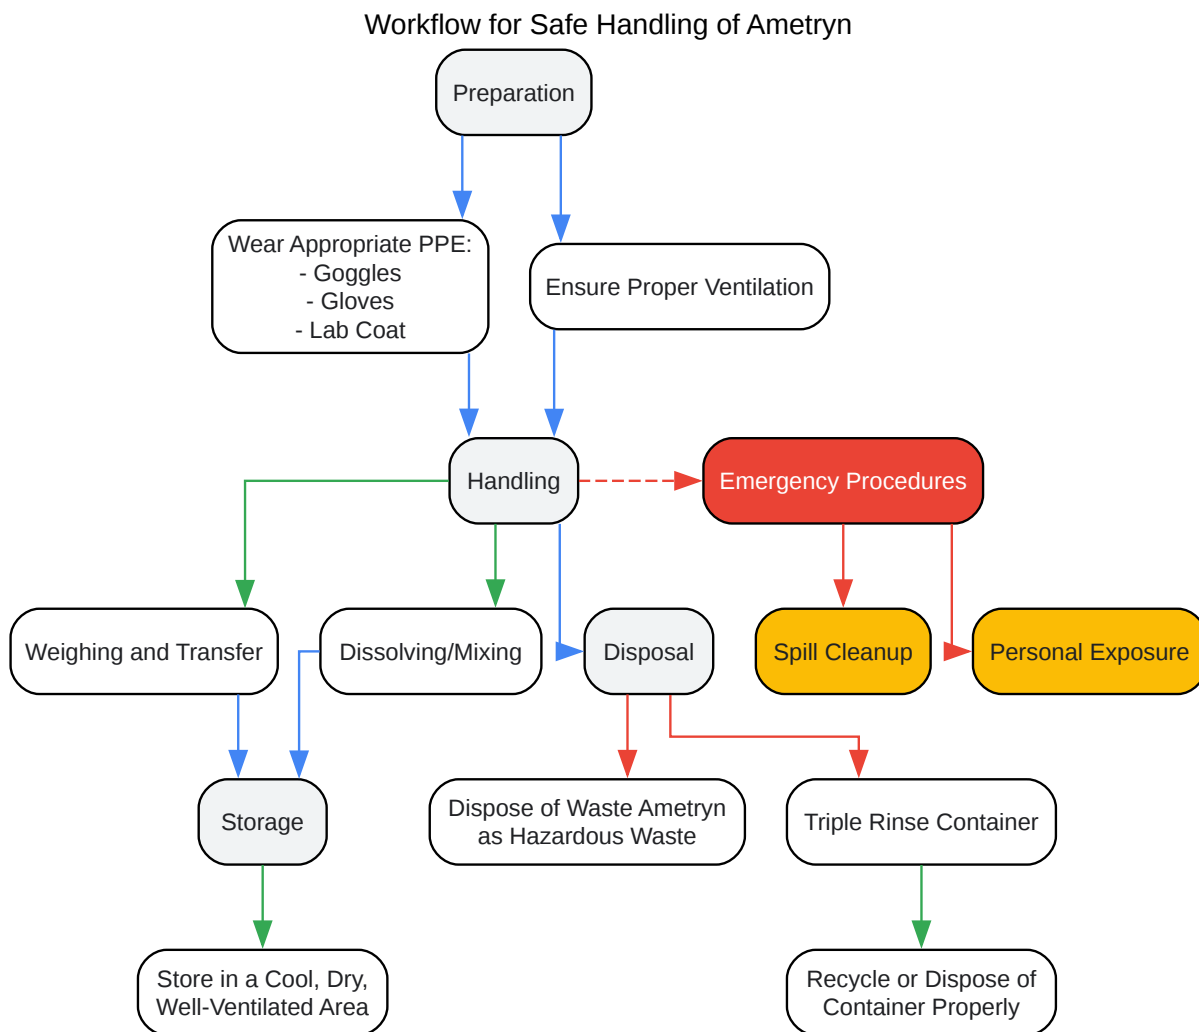 Workflow for Safe Handling of Ametryn
Preparation
Wear Appropriate PPE:
- Goggles
- Gloves
- Lab Coat
Ensure Proper Ventilation
Handling
Emergency Procedures
Weighing and Transfer
Dissolving/Mixing
Disposal
Spill Cleanup
Personal Exposure
Storage
Dispose of Waste Ametryn
as Hazardous Waste
Triple Rinse Container
Store in a Cool, Dry,
Well-Ventilated Area
Recycle or Dispose of
Container Properly